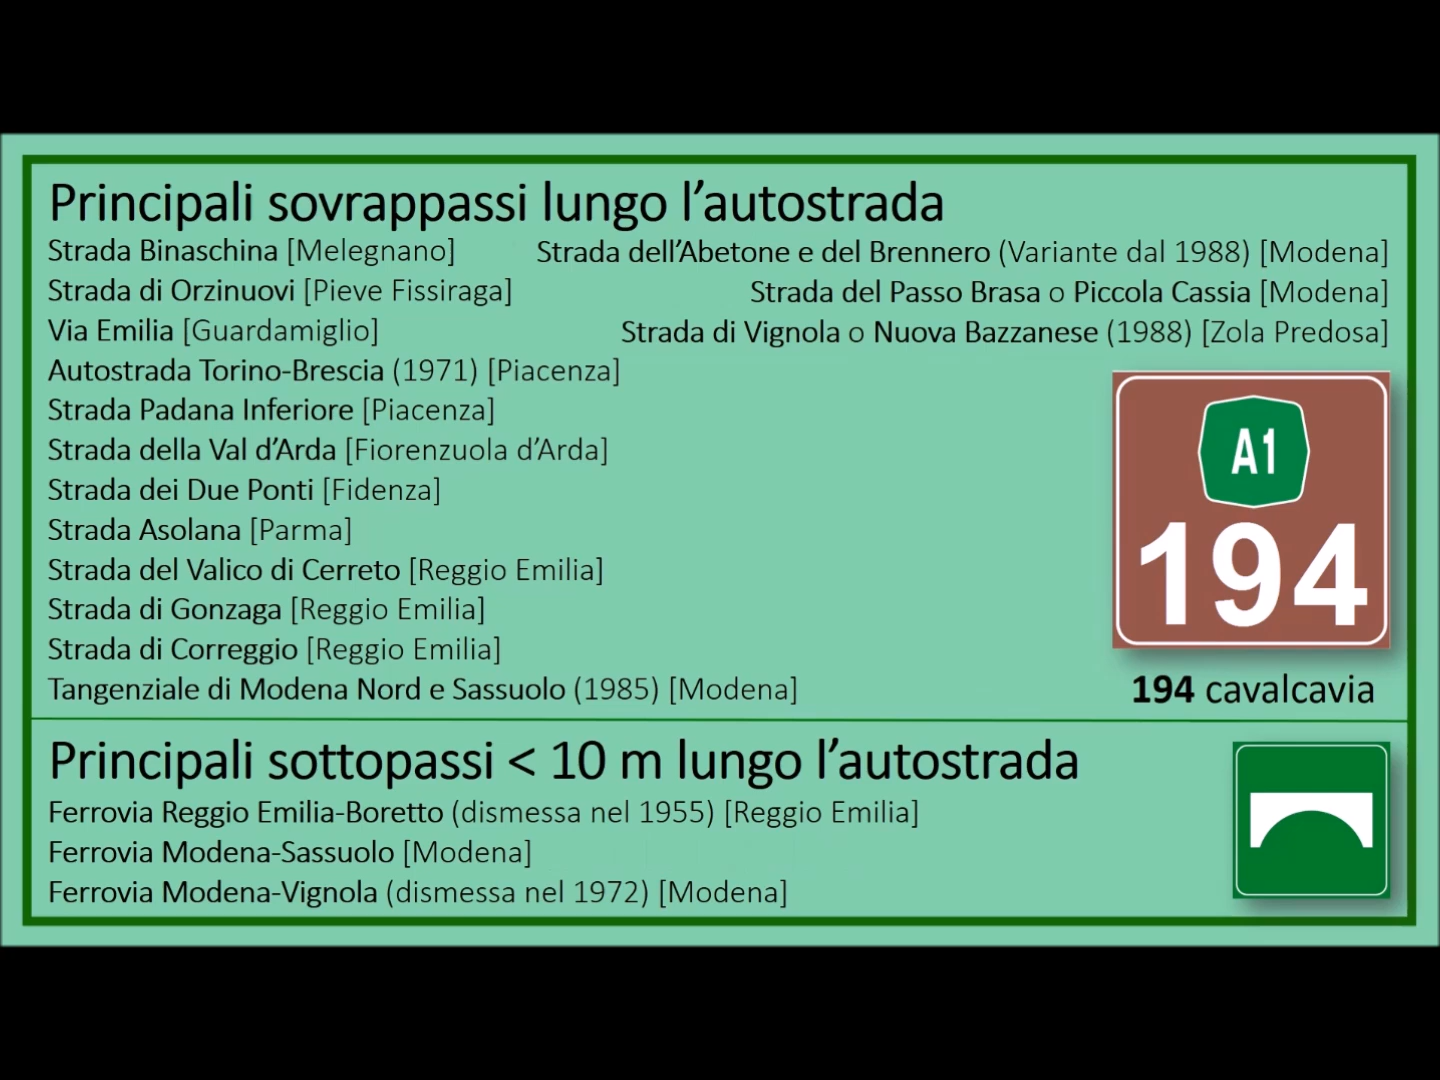 Principali sovrappassi lungo l’autostrada
Strada Binaschina [Melegnano]
Strada di Orzinuovi [Pieve Fissiraga]
Via Emilia [Guardamiglio]
Autostrada Torino-Brescia (1971) [Piacenza]
Strada Padana Inferiore [Piacenza]
Strada della Val d’Arda [Fiorenzuola d’Arda]
Strada dei Due Ponti [Fidenza]
Strada Asolana [Parma]
Strada del Valico di Cerreto [Reggio Emilia]
Strada di Gonzaga [Reggio Emilia]
Strada di Correggio [Reggio Emilia]
Tangenziale di Modena Nord e Sassuolo (1985) [Modena]
Strada dell’Abetone e del Brennero (Variante dal 1988) [Modena]
Strada del Passo Brasa o Piccola Cassia [Modena]
Strada di Vignola o Nuova Bazzanese (1988) [Zola Predosa]
A1
194
194 cavalcavia
Principali sottopassi < 10 m lungo l’autostrada
Ferrovia Reggio Emilia-Boretto (dismessa nel 1955) [Reggio Emilia]
Ferrovia Modena-Sassuolo [Modena]
Ferrovia Modena-Vignola (dismessa nel 1972) [Modena]